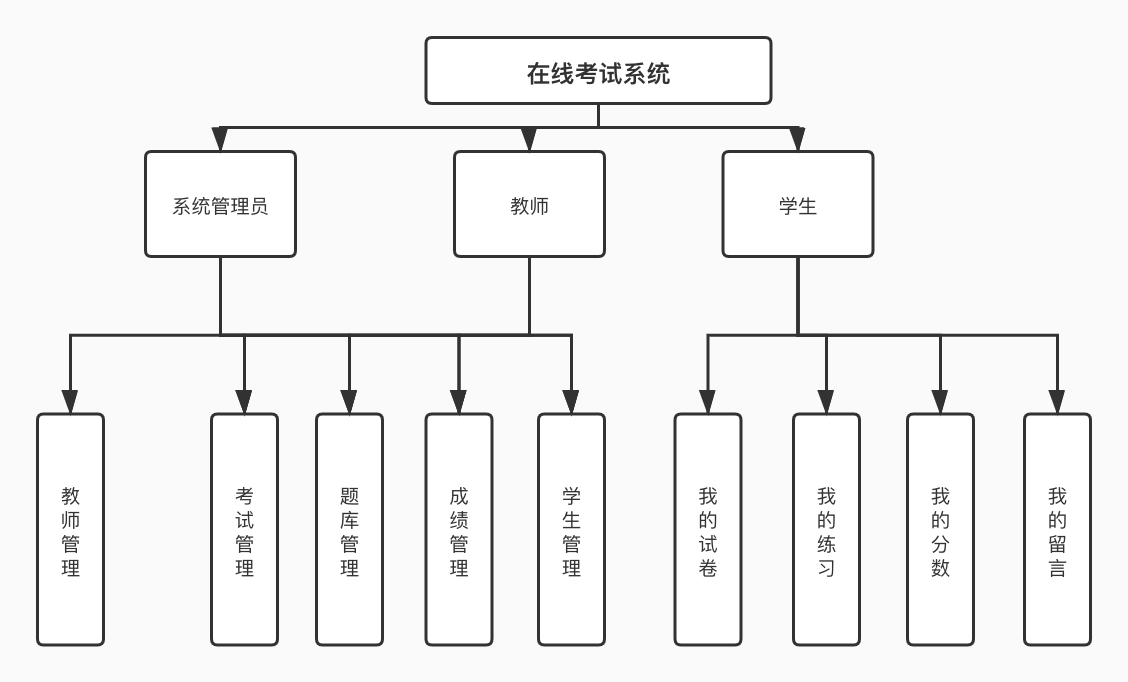 在线考试系统
系统管理员
教师
学生
教师管理
考试管理
题库管理
成绩管理
学生管理
我的试卷
我的练习
我的分数
我的留言